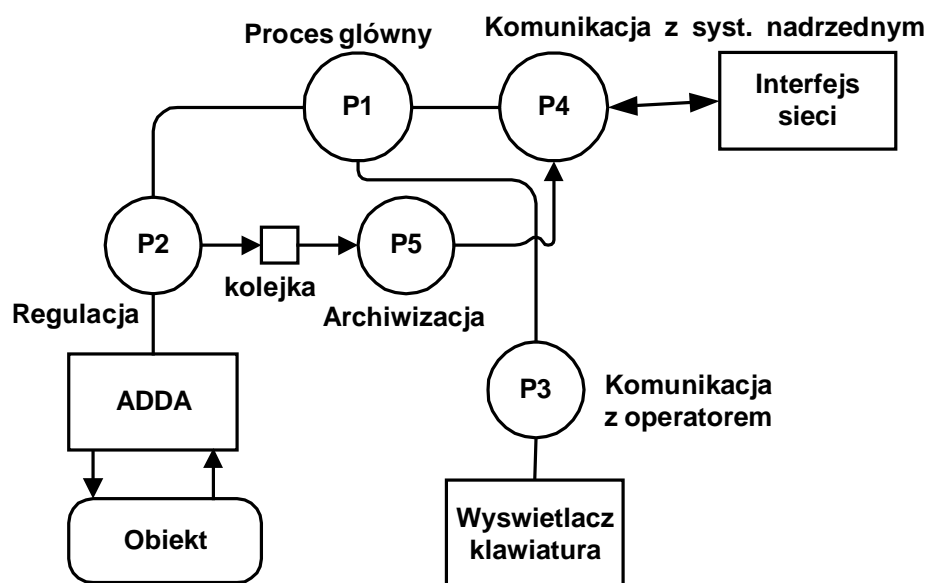 Proces glówny
Komunikacja z syst. nadrzednym
P1
P4
Interfejs
sieci
P2
P5
kolejka
Regulacja
Archiwizacja
ADDA
P3
Komunikacja
z operatorem
Obiekt
Wyswietlacz
klawiatura